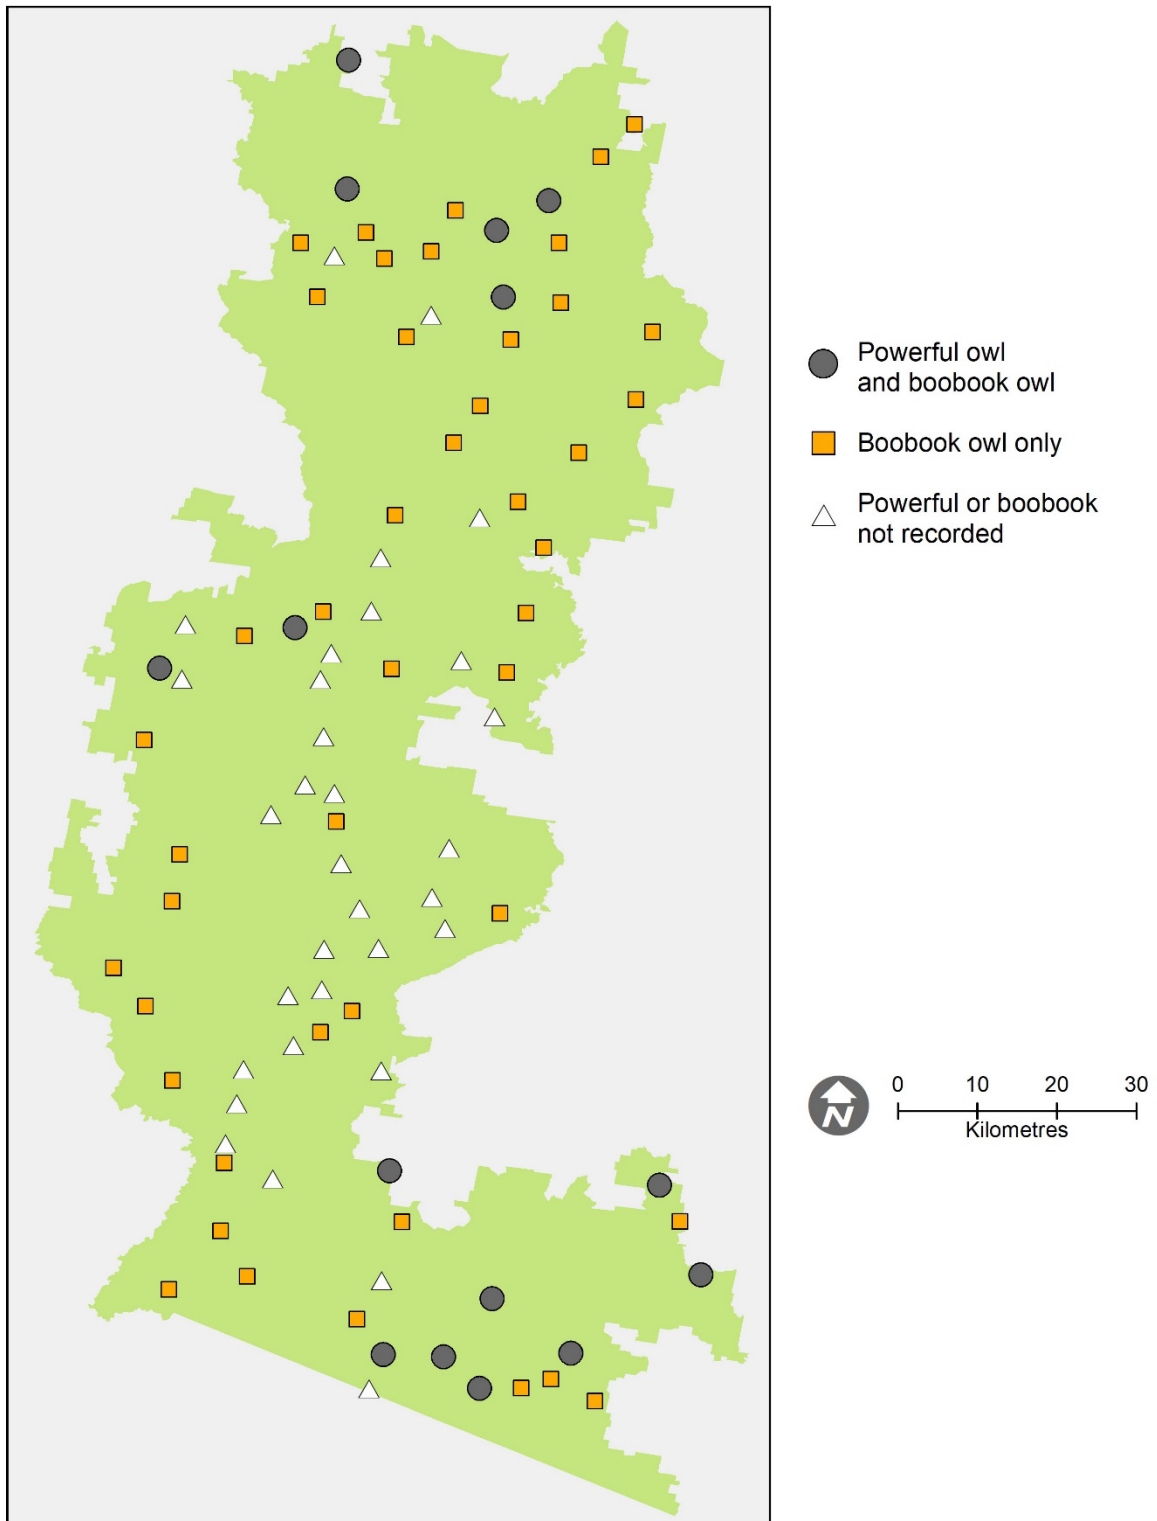 Powerful owl
and boobook owl
Boobook owl only
Powerful or boobook
not recorded
N
0 10 20 30
Kilometres